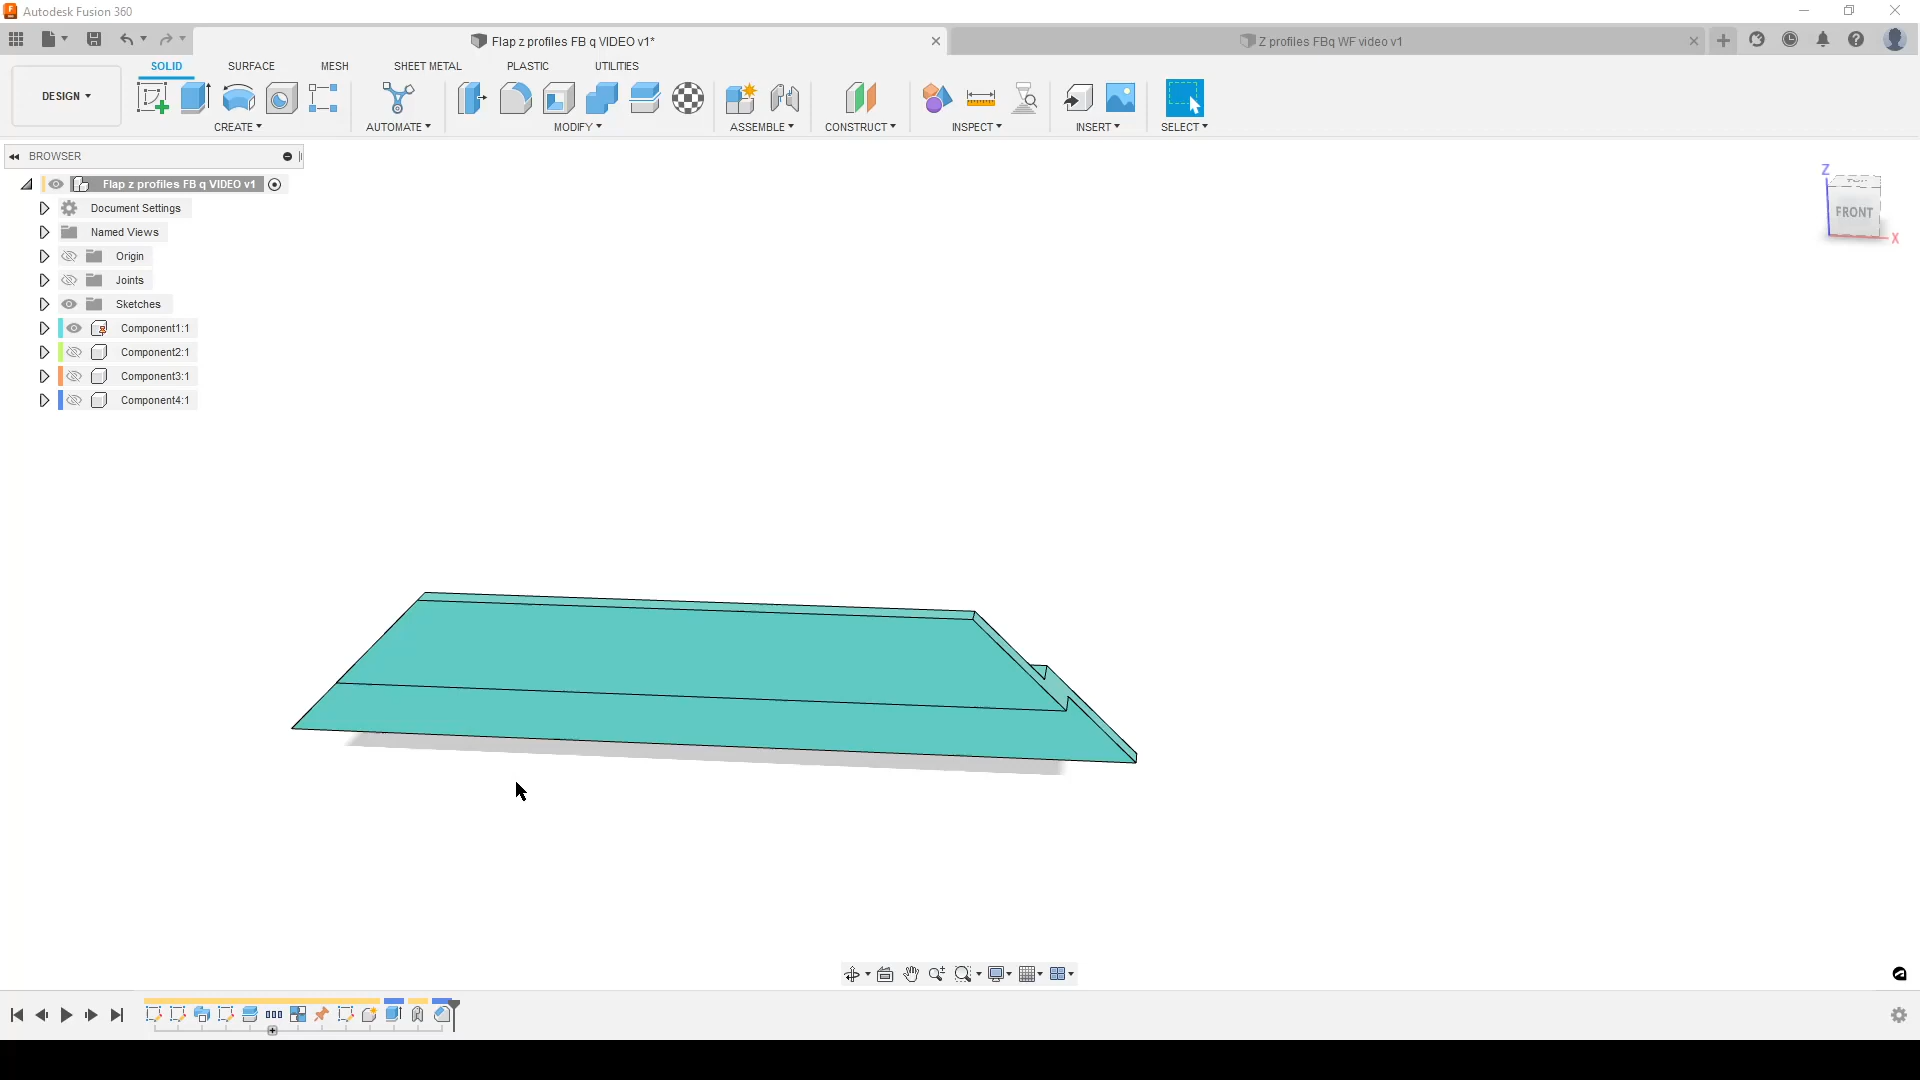 Autodesk Fusion 360
Flap z profiles FB q VIDEO v1*
Z profiles FBq WF video v1
SOLID SURFACE MESH SHEET METAL PLASTIC UTILITIES
DESIGN
CREATE AUTOMATE MODIFY ASSEMBLE CONSTRUCT INSPECT INSERT SELECT
BROWSER
Flap z profiles FB q VIDEO v1
Document Settings
Named Views
Origin
Joints
Sketches
Component1:1
Component2:1
Component3:1
Component4:1
Z
TOP
FRONT
X